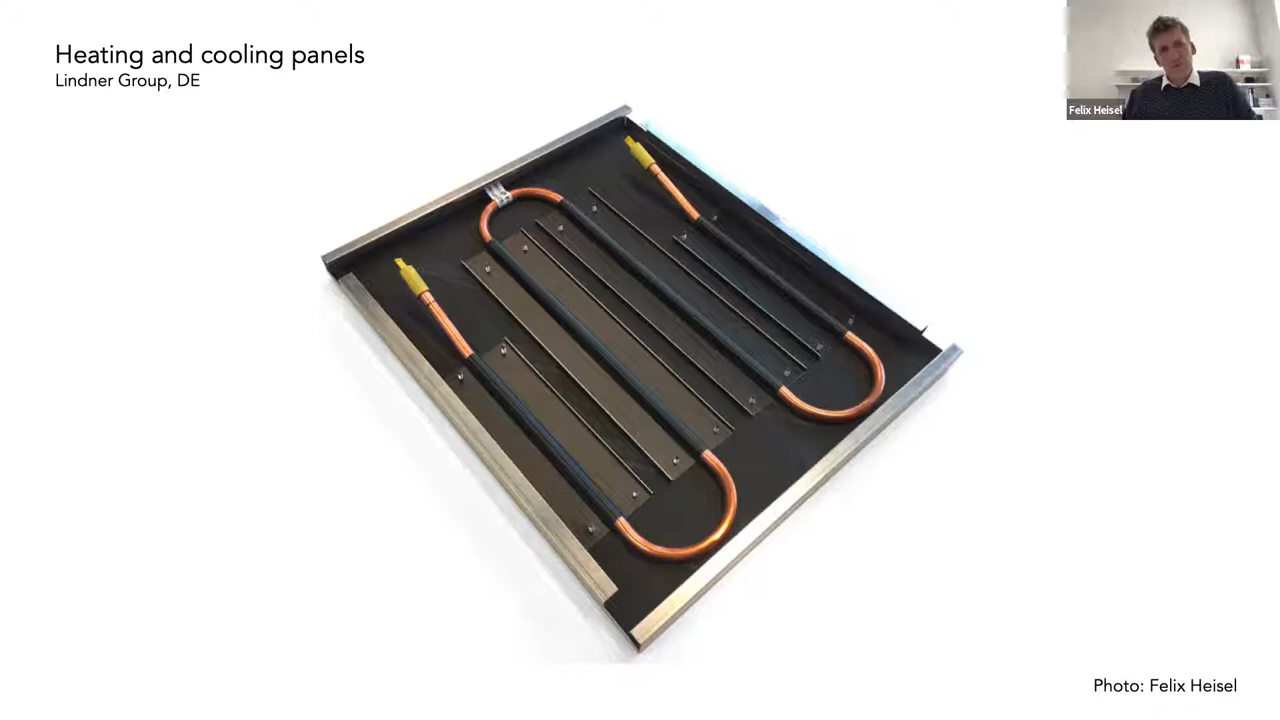 Heating and cooling panels
Lindner Group, DE
Felix Heisel
Photo: Felix Heisel